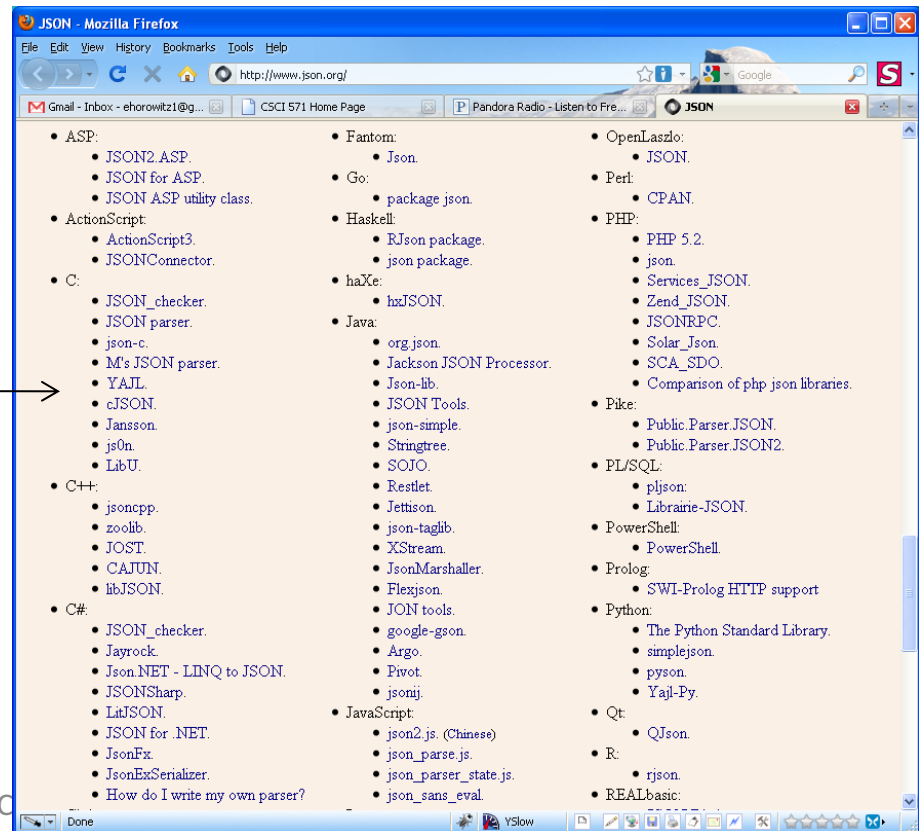 JSON - Mozilla Firefox
File Edit View History Bookmarks Tools Help
http://www.json.org/
Google
S
Gmail - Inbox - ehorowitz1@g...
CSCI 571 Home Page
Pandora Radio - Listen to Fre...
JSON
ASP:
JSON2.ASP.
JSON for ASP.
JSON ASP utility class.
ActionScript:
ActionScript3.
JSONConnector.
C:
JSON_checker.
JSON parser.
json-c.
M's JSON parser.
YAJL.
cJSON.
Jansson.
js0n.
LibU.
C++:
jsoncpp.
zoolib.
JOST.
CAJUN.
libJSON.
C#:
JSON_checker.
Jayrock.
Json.NET - LINQ to JSON.
JSONSharp.
LitJSON.
JSON for .NET.
JsonFx.
JsonExSerializer.
How do I write my own parser?
Fantom:
Json.
Go:
package json.
Haskell:
RJson package.
json package.
haXe:
hxJSON.
Java:
org.json.
Jackson JSON Processor.
Json-lib.
JSON Tools.
json-simple.
Stringtree.
SOJO.
Restlet.
Jettison.
json-taglib.
XStream.
JsonMarshaller.
Flexjson.
JON tools.
google-gson.
Argo.
Pivot.
jsonij.
JavaScript:
json2.js. (Chinese)
json_parse.js.
json_parser_state.js.
json_sans_eval.
OpenLaszlo:
JSON.
Perl:
CPAN.
PHP:
PHP 5.2.
json.
Services_JSON.
Zend_JSON.
JSONRPC.
Solar_Json.
SCA_SDO.
Comparison of php json libraries.
Pike:
Public.Parser.JSON.
Public.Parser.JSON2.
PL/SQL:
pljson:
Librairie-JSON.
PowerShell:
PowerShell.
Prolog:
SWI-Prolog HTTP support
Python:
The Python Standard Library.
simplejson.
pyson.
Yajl-Py.
Qt:
QJson.
R:
rjson.
REALbasic:
Done
YSlow